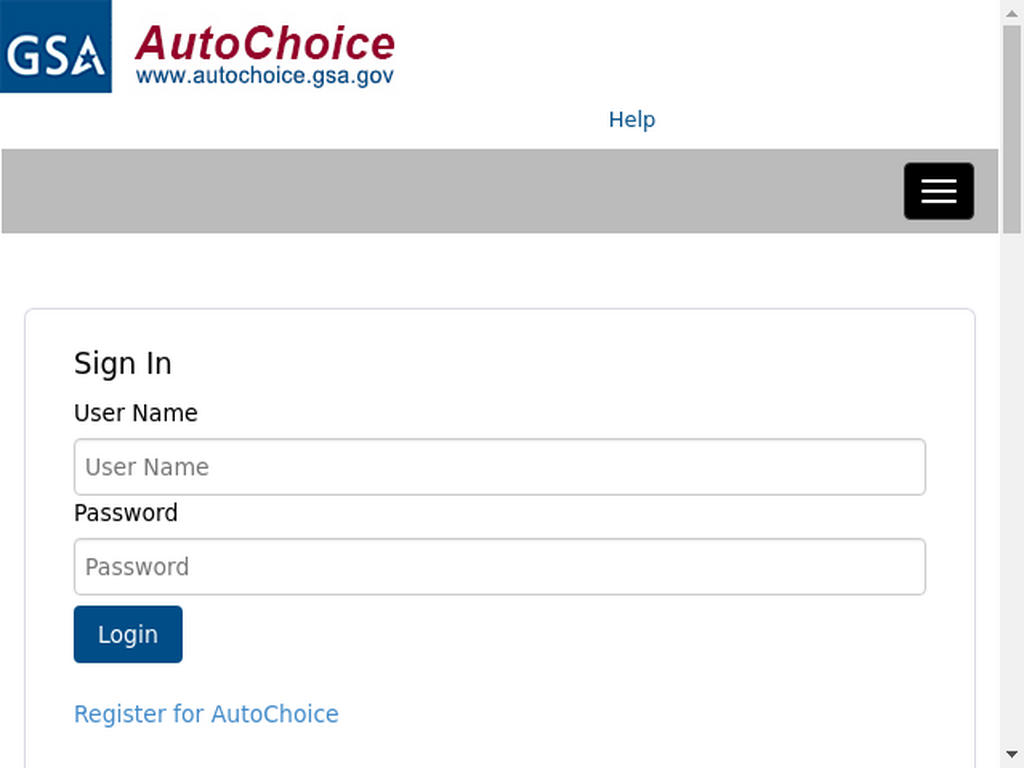 GSA
AutoChoice
www.autochoice.gsa.gov
Help
Sign In
User Name
User Name
Password
Password
Login
Register for AutoChoice